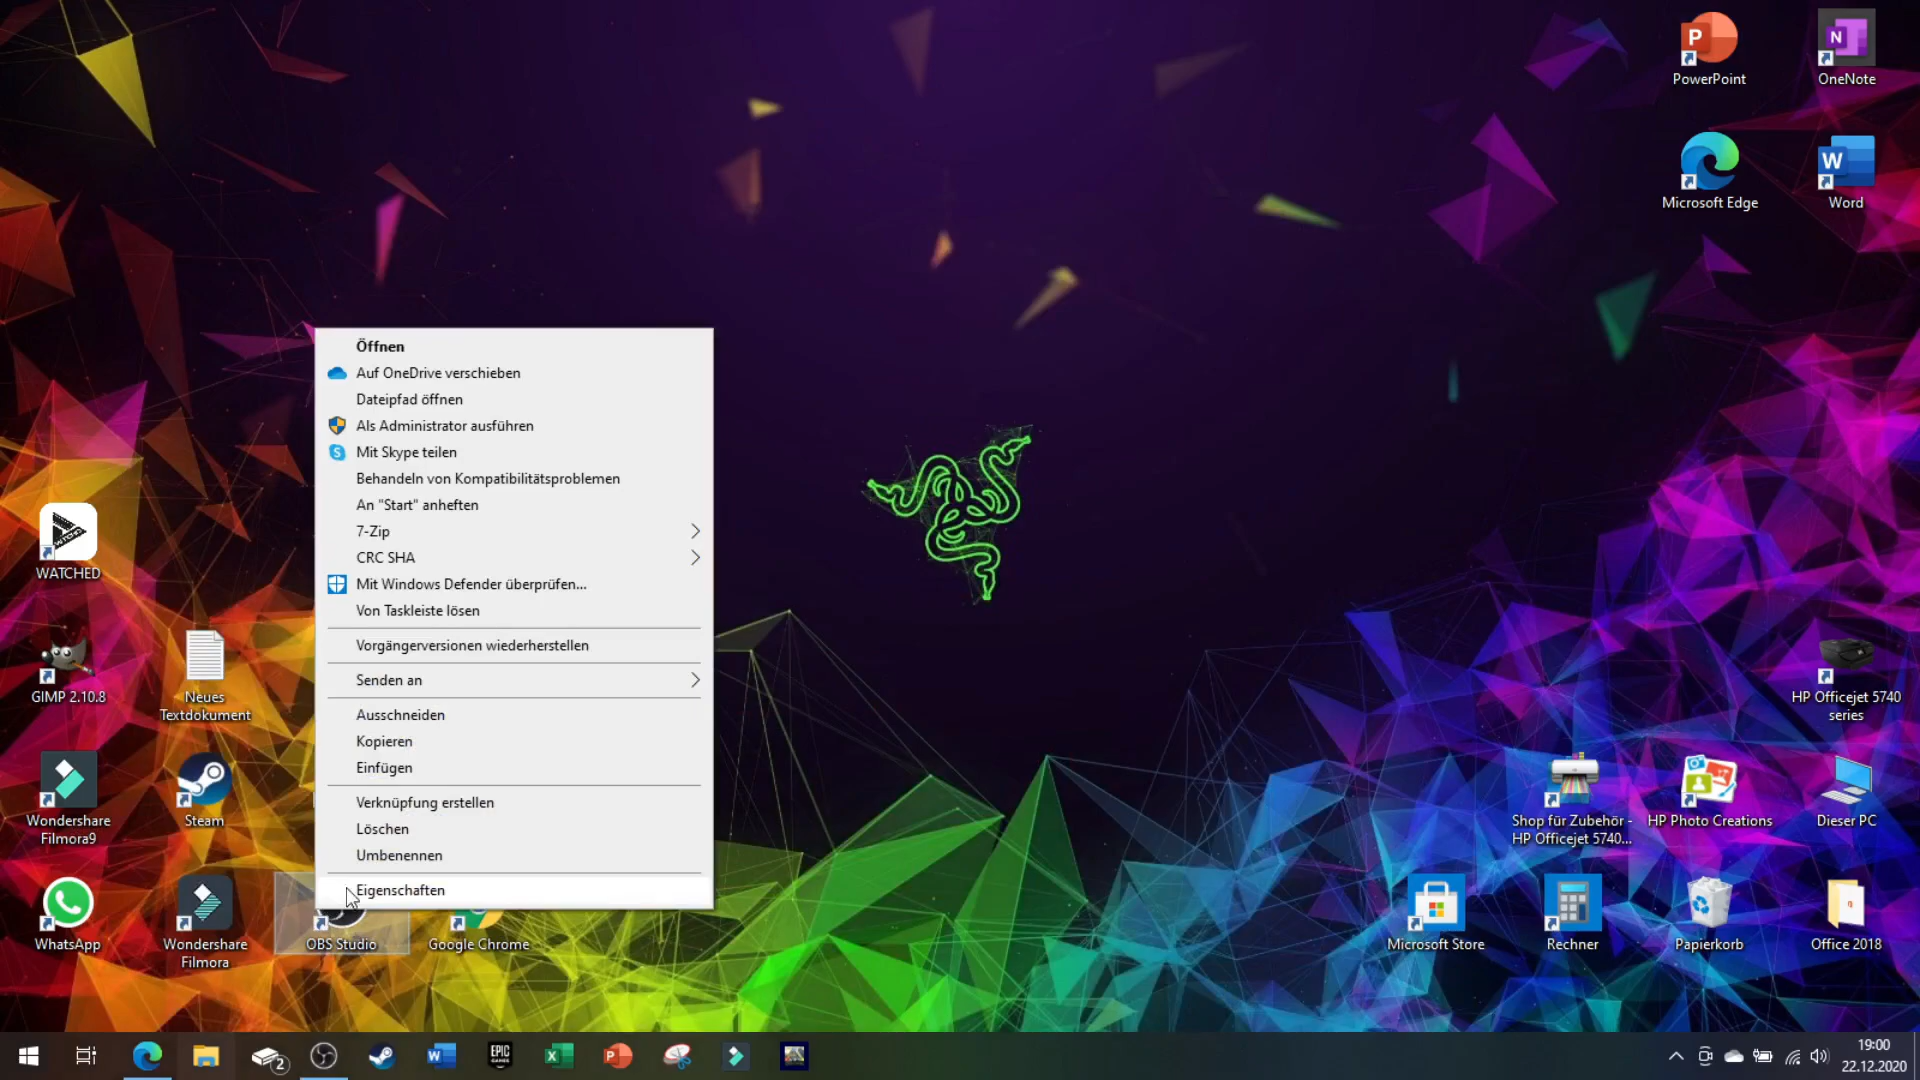 PowerPoint
OneNote
Microsoft Edge
Word
Öffnen
Auf OneDrive verschieben
Dateipfad öffnen
Als Administrator ausführen
Mit Skype teilen
Behandeln von Kompatibilitätsproblemen
An "Start" anheften
7-Zip
CRC SHA
Mit Windows Defender überprüfen...
Von Taskleiste lösen
Vorgängerversionen wiederherstellen
Senden an
Ausschneiden
Kopieren
Einfügen
Verknüpfung erstellen
Löschen
Umbenennen
Eigenschaften
WATCHED
GIMP 2.10.8
Neues
Textdokument
HP Officejet 5740
series
Wondershare
Filmora9
Steam
Shop für Zubehör -
HP Officejet 5740...
HP Photo Creations
Dieser PC
WhatsApp
Wondershare
Filmora
OBS Studio
Google Chrome
Microsoft Store
Rechner
Papierkorb
Office 2018
2
EPIC
GAMES
19:00
22.12.2020